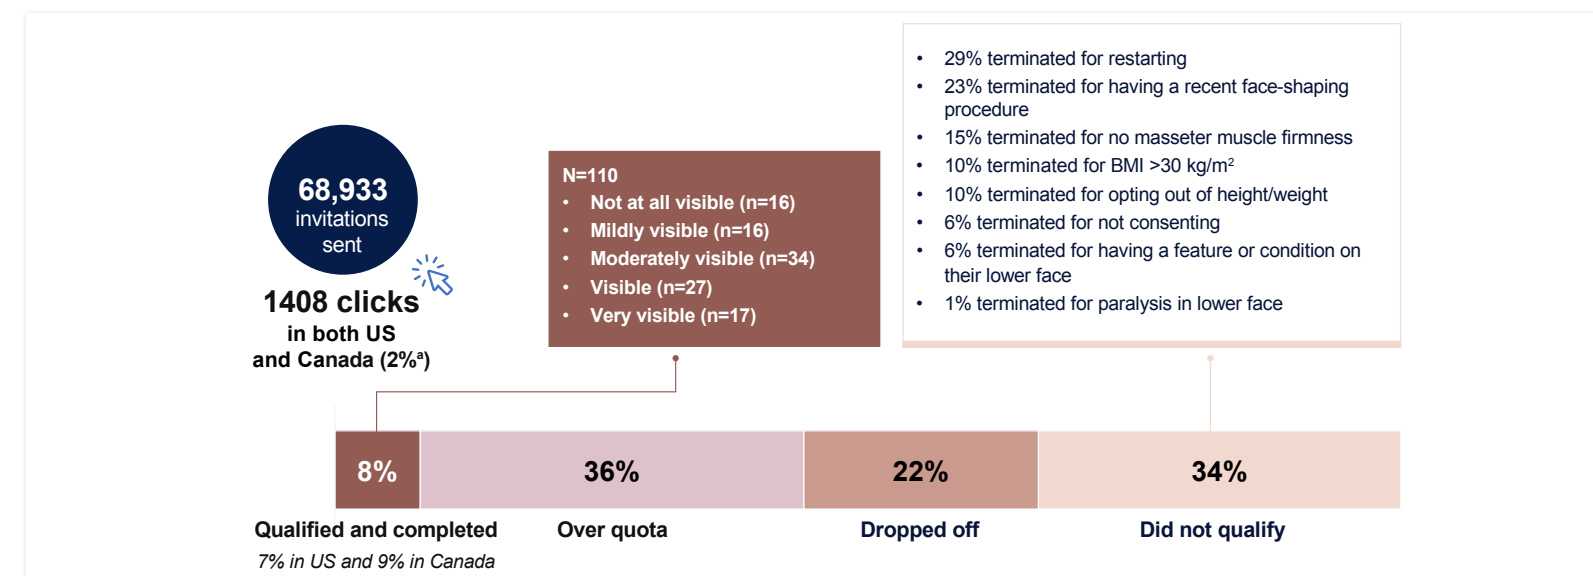 68,933
invitations
sent
1408 clicks
in both US
and Canada (2%ᵃ)
N=110
• Not at all visible (n=16)
• Mildly visible (n=16)
• Moderately visible (n=34)
• Visible (n=27)
• Very visible (n=17)
• 29% terminated for restarting
• 23% terminated for having a recent face-shaping
procedure
• 15% terminated for no masseter muscle firmness
• 10% terminated for BMI >30 kg/m²
• 10% terminated for opting out of height/weight
• 6% terminated for not consenting
• 6% terminated for having a feature or condition on
their lower face
• 1% terminated for paralysis in lower face
8%
36%
22%
34%
Qualified and completed
Over quota
Dropped off
Did not qualify
7% in US and 9% in Canada